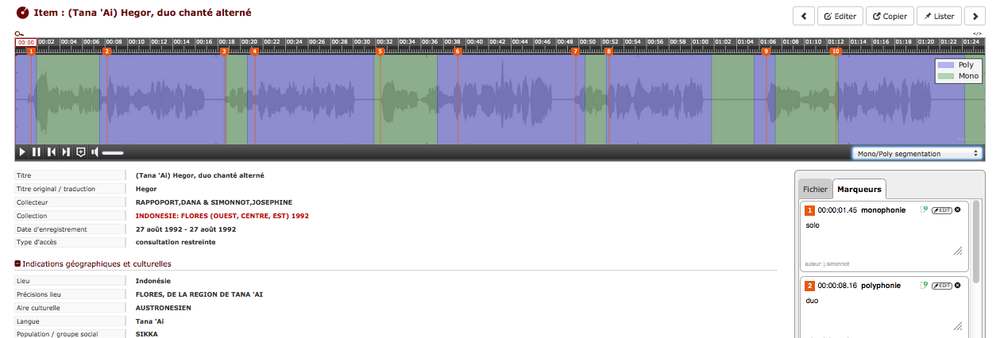 Item : (Tana 'Ai) Hegor, duo chanté alterné
Editer Copier Lister
</>
00:00 00:02 00:04 00:06 00:08 00:10 00:12 00:14 00:16 00:18 00:20 00:22 00:24 00:26 00:28 00:30 00:32 00:34 00:36 00:38 00:40 00:42 00:44 00:46 00:48 00:50 00:52 00:54 00:56 00:58 01:00 01:02 01:04 01:06 01:08 01:10 01:12 01:14 01:16 01:18 01:20 01:22 01:24
1 2 3 4 5 6 7 8 9 10
Poly
Mono
Mono/Poly segmentation
Titre (Tana 'Ai) Hegor, duo chanté alterné
Titre original / traduction Hegor
Collecteur RAPPOPORT,DANA & SIMONNOT,JOSEPHINE
Collection INDONESIE: FLORES (OUEST, CENTRE, EST) 1992
Date d'enregistrement 27 août 1992 - 27 août 1992
Type d'accès consultation restreinte
Indications géographiques et culturelles
Lieu Indonésie
Précisions lieu FLORES, DE LA REGION DE TANA 'AI
Aire culturelle AUSTRONESIEN
Langue Tana 'Ai
Population / groupe social SIKKA
Fichier Marqueurs
1 00:00:01.45 monophonie EDIT
solo
auteur: j.simonnot
2 00:00:08.16 polyphonie EDIT
duo